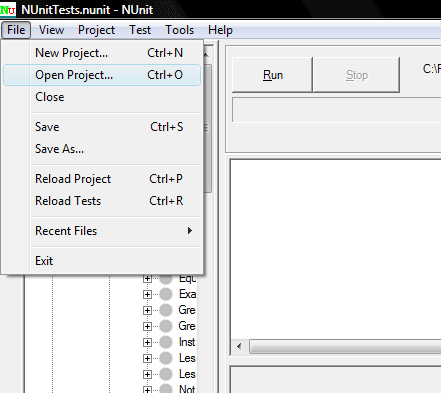 NUnitTests.nunit - NUnit
File View Project Test Tools Help
New Project... Ctrl+N
Open Project... Ctrl+O
Close
Save Ctrl+S
Save As...
Reload Project Ctrl+P
Reload Tests Ctrl+R
Recent Files
Exit
Run Stop C:\F
Equ
Exa
Gre
Gre
Inst
Les
Les
Not